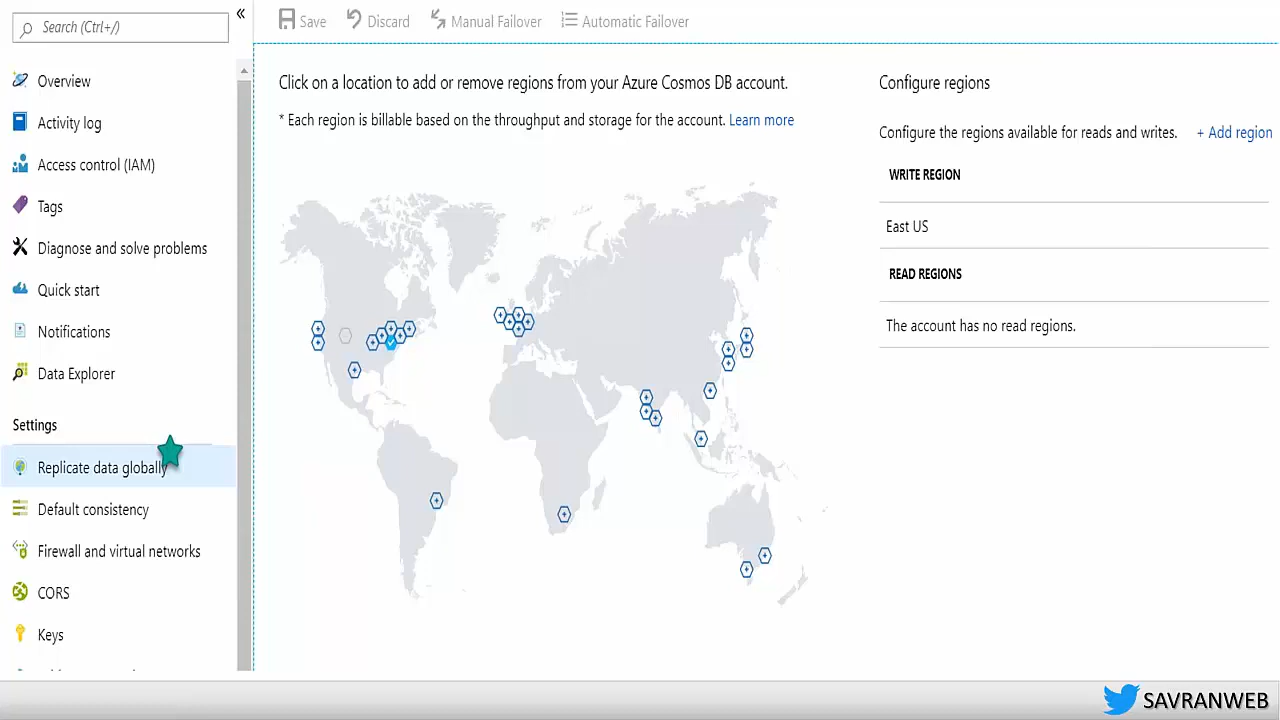 Search (Ctrl+/)
«
Overview
Activity log
Access control (IAM)
Tags
Diagnose and solve problems
Quick start
Notifications
Data Explorer
Settings
Replicate data globally
Default consistency
Firewall and virtual networks
CORS
Keys
Save Discard Manual Failover Automatic Failover
Click on a location to add or remove regions from your Azure Cosmos DB account.
* Each region is billable based on the throughput and storage for the account. Learn more
Configure regions
Configure the regions available for reads and writes. + Add region
WRITE REGION
East US
READ REGIONS
The account has no read regions.
SAVRANWEB